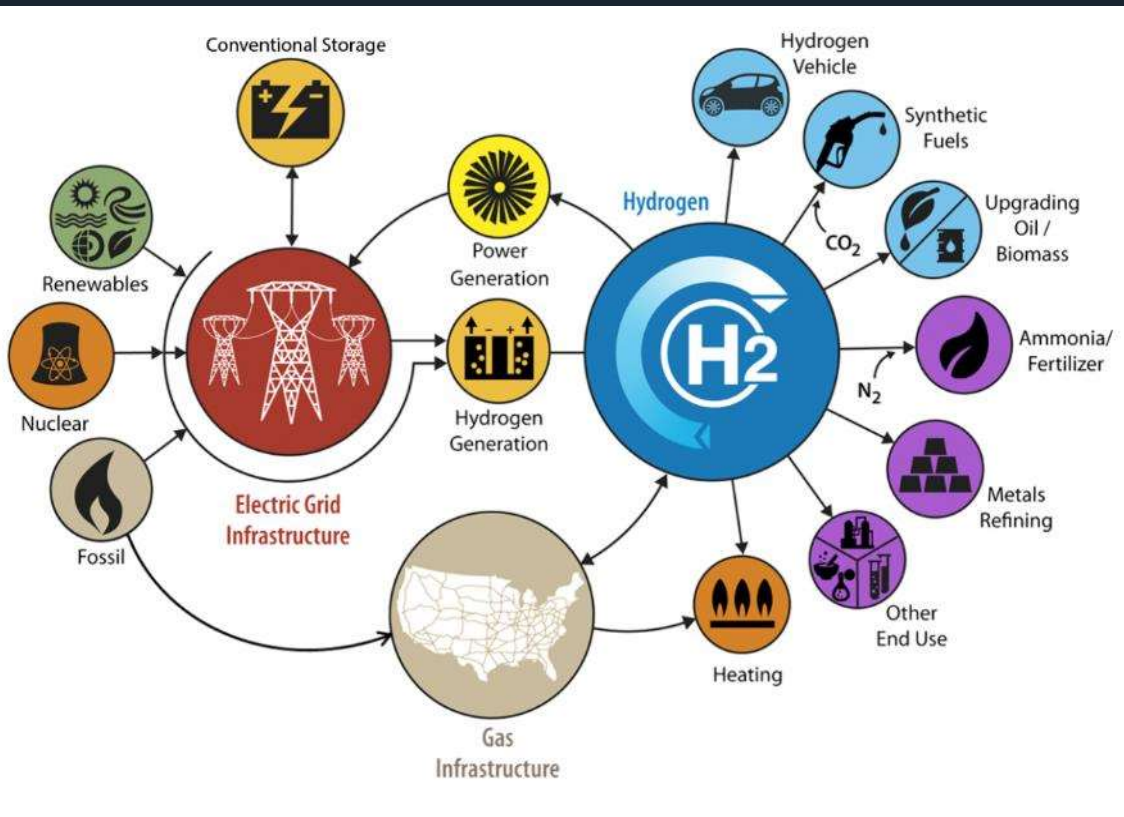 Conventional Storage
Hydrogen
Vehicle
Synthetic
Fuels
Hydrogen
Upgrading
Oil /
Biomass
CO2
Power
Generation
Renewables
H2
Ammonia/
Fertilizer
N2
Nuclear
Hydrogen
Generation
Electric Grid
Infrastructure
Metals
Refining
Fossil
Other
End Use
Heating
Gas
Infrastructure